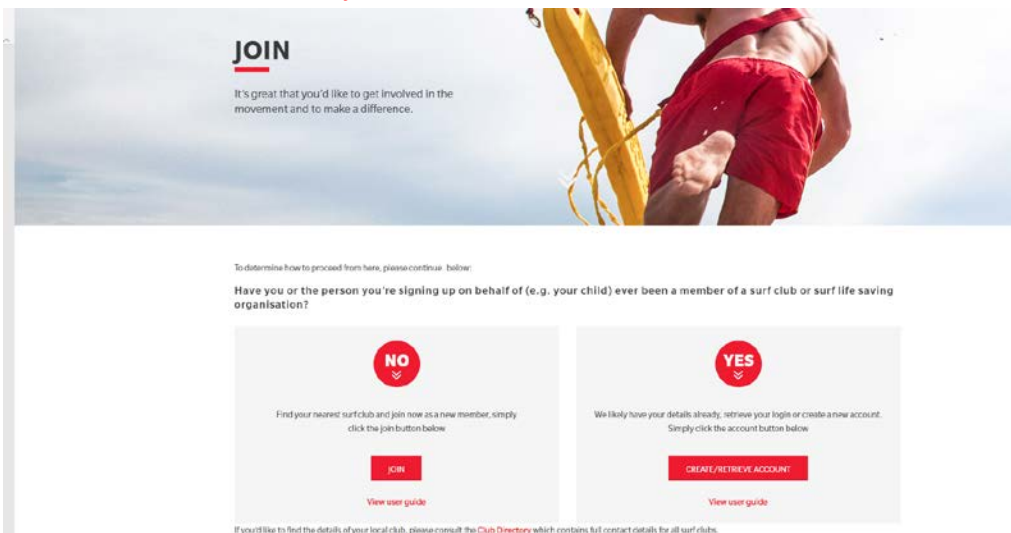 JOIN
It's great that you'd like to get involved in the
movement and to make a difference.
To determine how to proceed from here, please continue below:
Have you or the person you're signing up on behalf of (e.g. your child) ever been a member of a surf club or surf life saving
organisation?
NO
Find your nearest surf club and join now as a new member, simply
click the join button below
JOIN
View user guide
YES
We likely have your details already, retrieve your login or create a new account.
Simply click the account button below
CREATE/RETRIEVE ACCOUNT
View user guide
If you'd like to find the details of your local club, please consult the Club Directory which contains full contact details for all surf clubs.